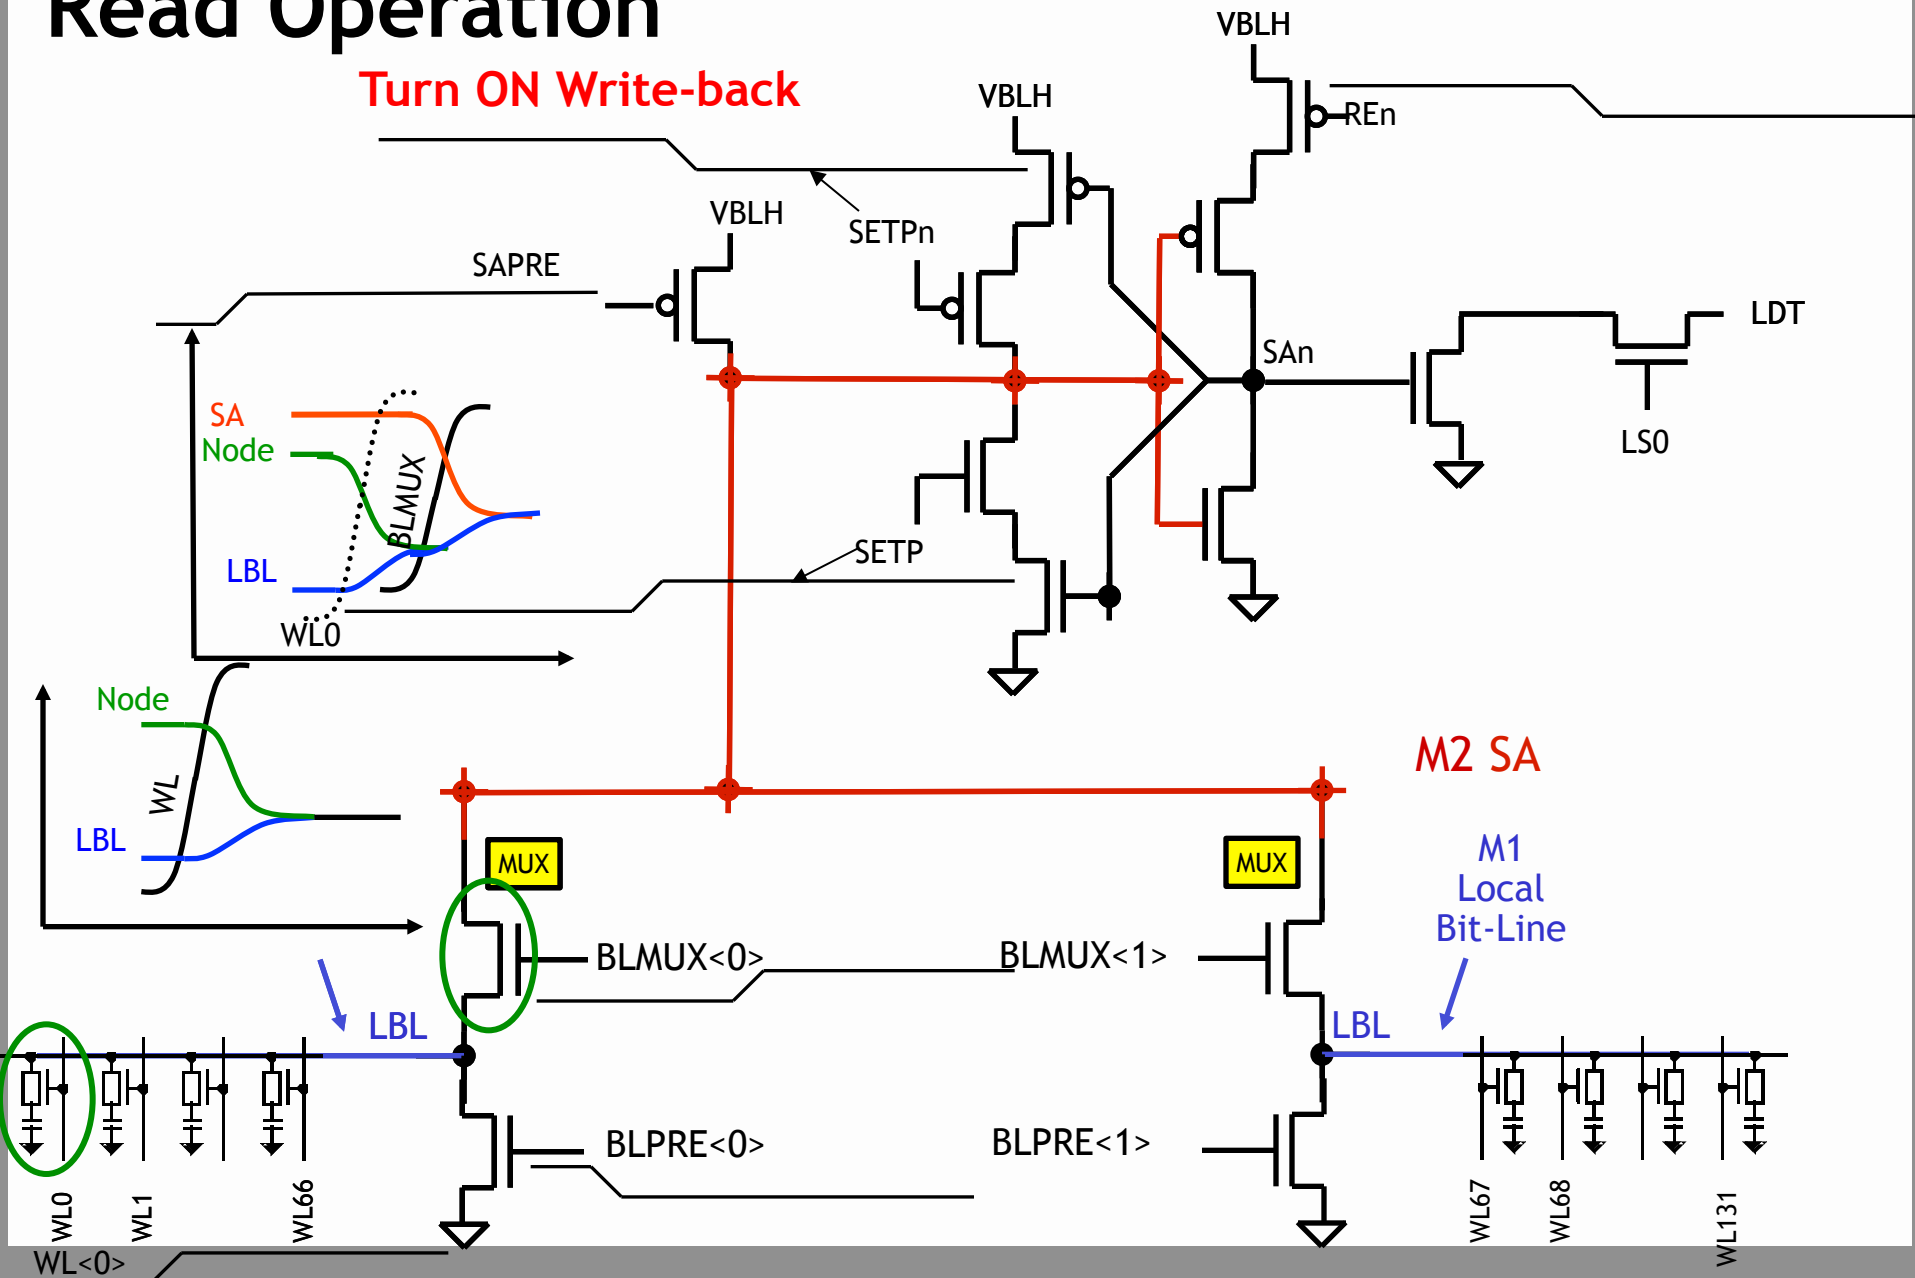 Read Operation
Turn ON Write-back
VBLH
VBLH
REn
VBLH
SETPn
SAPRE
LDT
SAn
SA
Node
BLMUX
LS0
SETP
LBL
WL0
Node
WL
LBL
M2 SA
MUX
MUX
M1
Local
Bit-Line
BLMUX<0>
BLMUX<1>
LBL
LBL
BLPRE<0>
BLPRE<1>
WL0
WL1
WL66
WL67
WL68
WL131
WL<0>